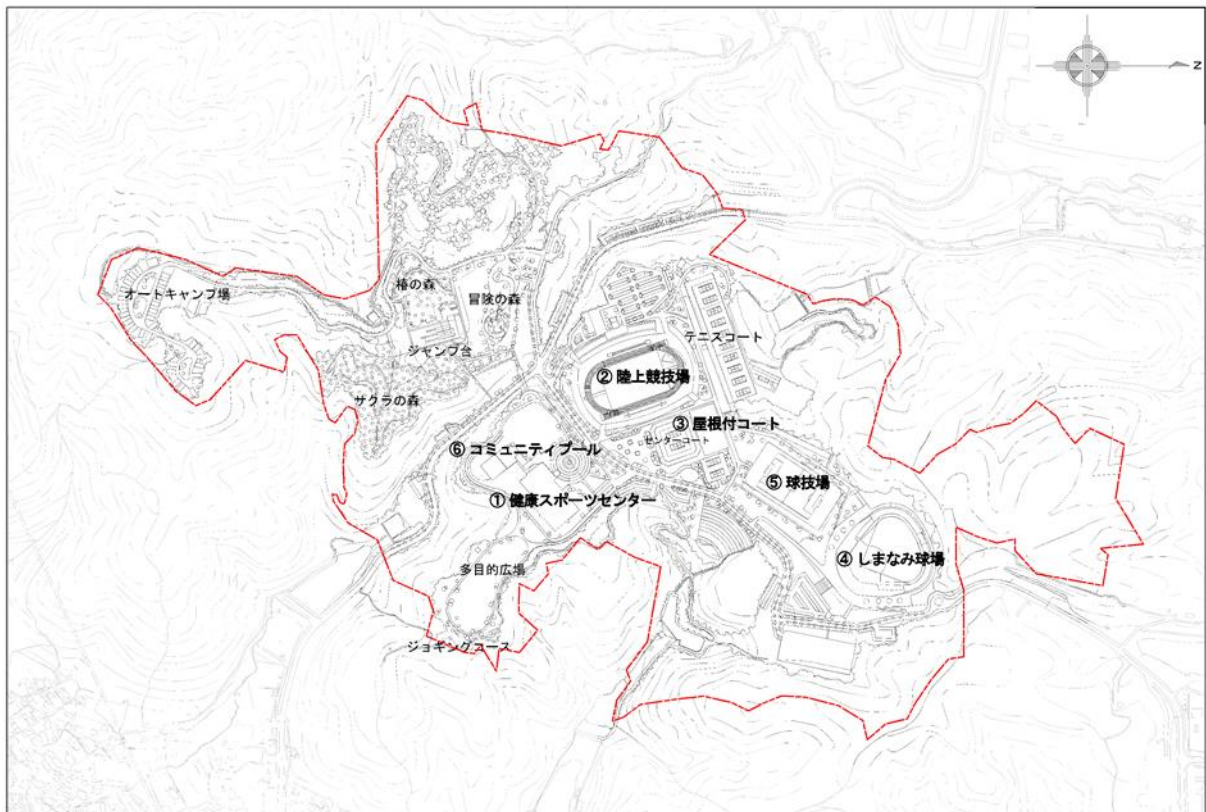 Z
オートキャンプ場
椿の森
冒険の森
テニスコート
ジャンプ台
② 陸上競技場
サクラの森
③ 屋根付コート
センターコート
⑥ コミュニティプール
⑤ 球技場
① 健康スポーツセンター
④ しまなみ球場
多目的広場
ジョギングコース